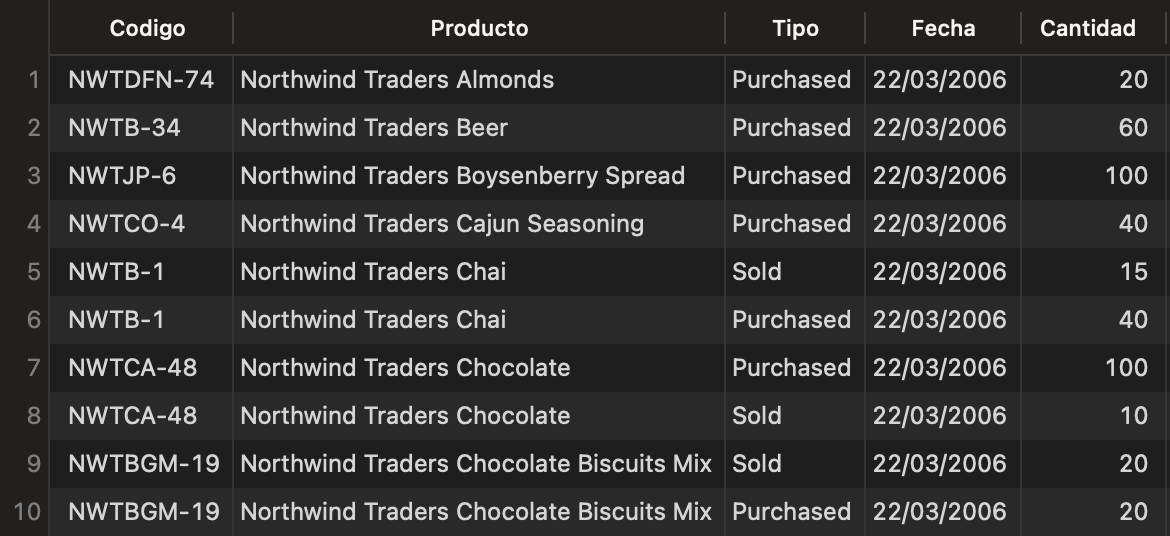 Codigo Producto Tipo Fecha Cantidad
1 NWTDFN-74 Northwind Traders Almonds Purchased 22/03/2006 20
2 NWTB-34 Northwind Traders Beer Purchased 22/03/2006 60
3 NWTJP-6 Northwind Traders Boysenberry Spread Purchased 22/03/2006 100
4 NWTCO-4 Northwind Traders Cajun Seasoning Purchased 22/03/2006 40
5 NWTB-1 Northwind Traders Chai Sold 22/03/2006 15
6 NWTB-1 Northwind Traders Chai Purchased 22/03/2006 40
7 NWTCA-48 Northwind Traders Chocolate Purchased 22/03/2006 100
8 NWTCA-48 Northwind Traders Chocolate Sold 22/03/2006 10
9 NWTBGM-19 Northwind Traders Chocolate Biscuits Mix Sold 22/03/2006 20
10 NWTBGM-19 Northwind Traders Chocolate Biscuits Mix Purchased 22/03/2006 20